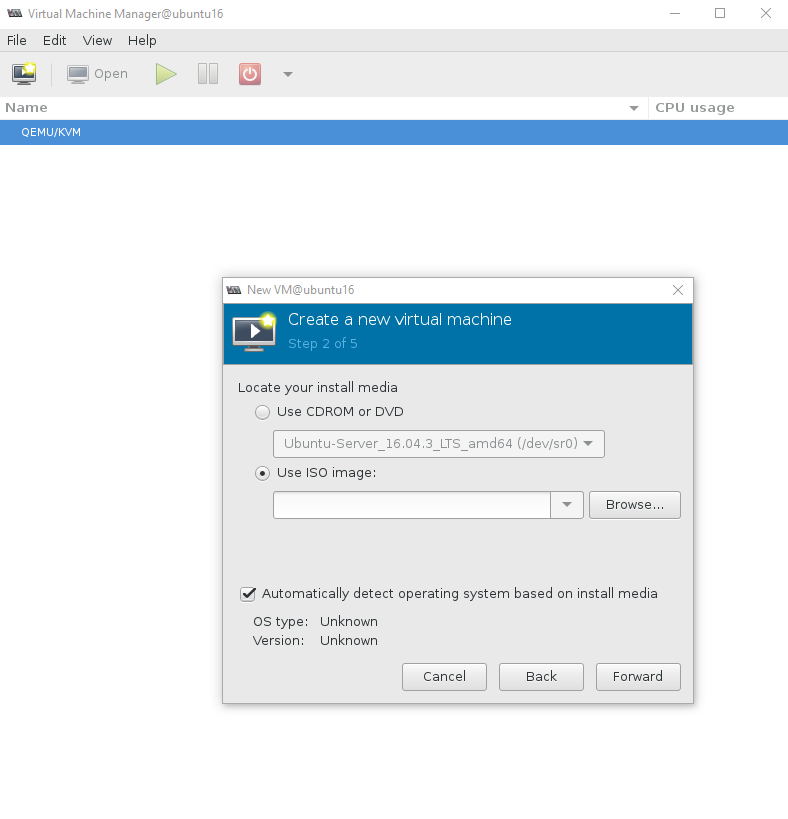 Virtual Machine Manager@ubuntu16
File Edit View Help
Open
Name CPU usage
QEMU/KVM
New VM@ubuntu16
Create a new virtual machine
Step 2 of 5
Locate your install media
Use CDROM or DVD
Ubuntu-Server_16.04.3_LTS_amd64 (/dev/sr0)
Use ISO image:
Browse...
Automatically detect operating system based on install media
OS type: Unknown
Version: Unknown
Cancel Back Forward